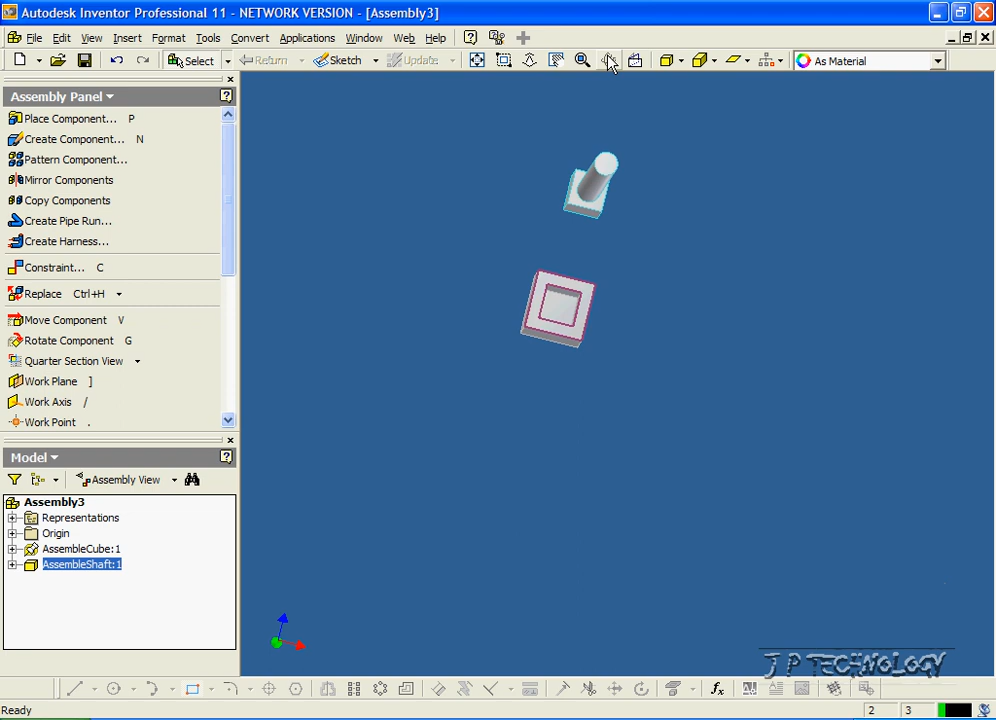 Autodesk Inventor Professional 11 - NETWORK VERSION - [Assembly3]
File Edit View Insert Format Tools Convert Applications Window Web Help
Select Return Sketch Update As Material
Assembly Panel
Place Component... P
Create Component... N
Pattern Component...
Mirror Components
Copy Components
Create Pipe Run...
Create Harness...
Constraint... C
Replace Ctrl+H
Move Component V
Rotate Component G
Quarter Section View
Work Plane ]
Work Axis /
Work Point .
Model
Assembly View
Assembly3
Representations
Origin
AssembleCube:1
AssembleShaft:1
J P TECHNOLOGY
Ready 2 3